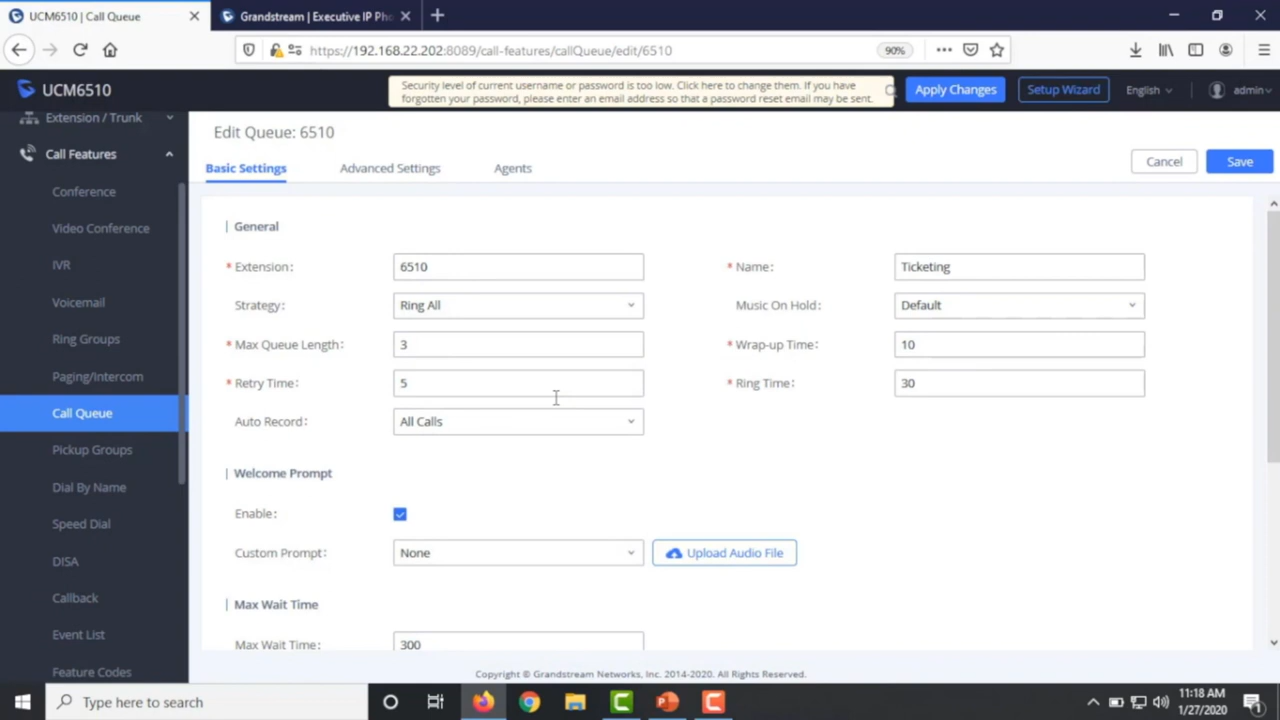 UCM6510 | Call Queue
Grandstream | Executive IP Pho
https://192.168.22.202:8089/call-features/callQueue/edit/6510
90%
UCM6510
Security level of current username or password is too low. Click here to change them. If you have
forgotten your password, please enter an email address so that a password reset email may be sent.
Apply Changes
Setup Wizard
English
admin
Extension / Trunk
Call Features
Conference
Video Conference
IVR
Voicemail
Ring Groups
Paging/Intercom
Call Queue
Pickup Groups
Dial By Name
Speed Dial
DISA
Callback
Event List
Feature Codes
Edit Queue: 6510
Basic Settings
Advanced Settings
Agents
Cancel
Save
General
* Extension: 6510
* Name: Ticketing
Strategy: Ring All
Music On Hold: Default
* Max Queue Length: 3
* Wrap-up Time: 10
* Retry Time: 5
* Ring Time: 30
Auto Record: All Calls
Welcome Prompt
Enable:
Custom Prompt: None
Upload Audio File
Max Wait Time
Max Wait Time: 300
Copyright © Grandstream Networks, Inc. 2014-2020. All Rights Reserved.
Type here to search
11:18 AM
1/27/2020
1